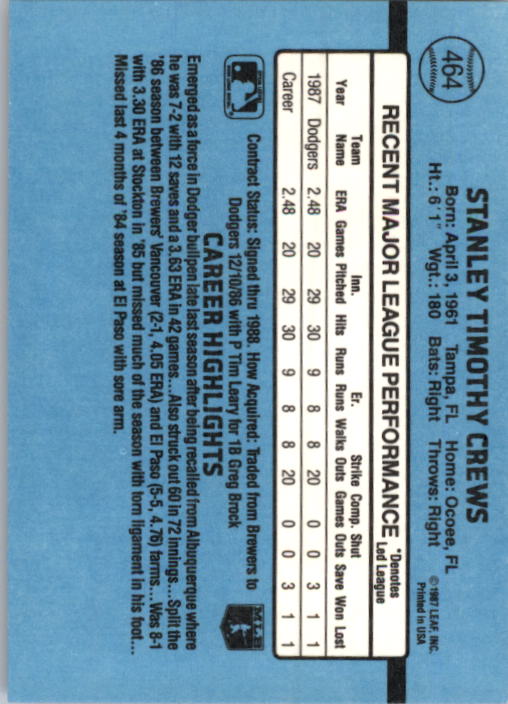 464
STANLEY TIMOTHY CREWS
Born: April 3, 1961 Tampa, FL Home: Ocoee, FL
Ht.: 6'1" Wgt.: 180 Bats: Right Throws: Right
©1987 LEAF, INC.
Printed in USA
RECENT MAJOR LEAGUE PERFORMANCE
*Denotes
Led League
Team Inn. Er. Strike Comp. Shut
Year Name ERA Games Pitched Hits Runs Runs Walks Outs Games Outs Save Won Lost
1987 Dodgers 2.48 20 29 30 9 8 8 20 0 0 3 1 1
Career 2.48 20 29 30 9 8 8 20 0 0 3 1 1
Contract Status: Signed thru 1988. How Acquired: Traded from Brewers to
Dodgers 12/10/86 with P Tim Leary for 1B Greg Brock
CAREER HIGHLIGHTS
MLB
Emerged as a force in Dodger bullpen late last season after being recalled from Albuquerque where
he was 7-2 with 12 saves and a 3.63 ERA in 42 games... Also struck out 60 in 72 innings... Split the
'86 season between Brewers' Vancouver (2-1, 4.05 ERA) and El Paso (5-5, 4.76) farms... Was 8-1
with 3.30 ERA at Stockton in '85 but missed much of the season with torn ligament in his foot...
Missed last 4 months of '84 season at El Paso with sore arm.